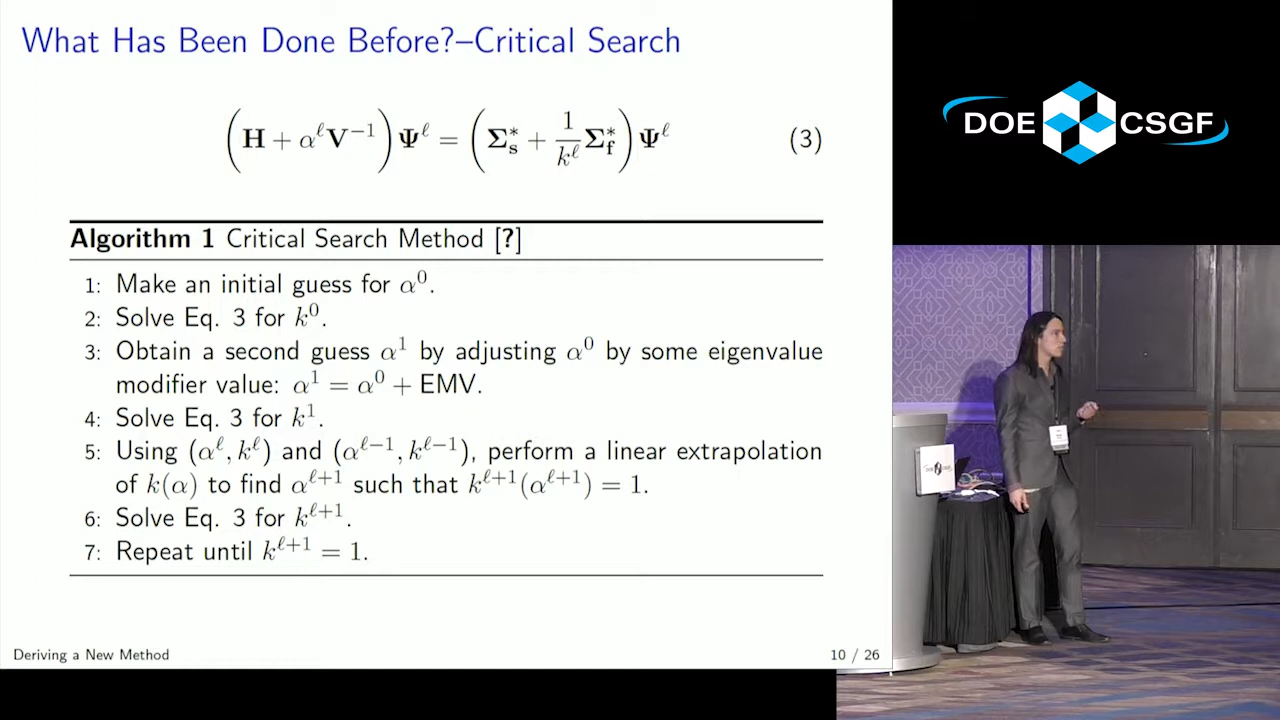 What Has Been Done Before?–Critical Search
(H + α^ℓ V^−1) Ψ^ℓ = (Σ_s^* + 1/k^ℓ Σ_f^*) Ψ^ℓ (3)
Algorithm 1 Critical Search Method [?]
1: Make an initial guess for α^0.
2: Solve Eq. 3 for k^0.
3: Obtain a second guess α^1 by adjusting α^0 by some eigenvalue
modifier value: α^1 = α^0 + EMV.
4: Solve Eq. 3 for k^1.
5: Using (α^ℓ, k^ℓ) and (α^ℓ−1, k^ℓ−1), perform a linear extrapolation
of k(α) to find α^ℓ+1 such that k^ℓ+1(α^ℓ+1) = 1.
6: Solve Eq. 3 for k^ℓ+1.
7: Repeat until k^ℓ+1 = 1.
Deriving a New Method
10 / 26
DOE CSGF
DOE CSGF